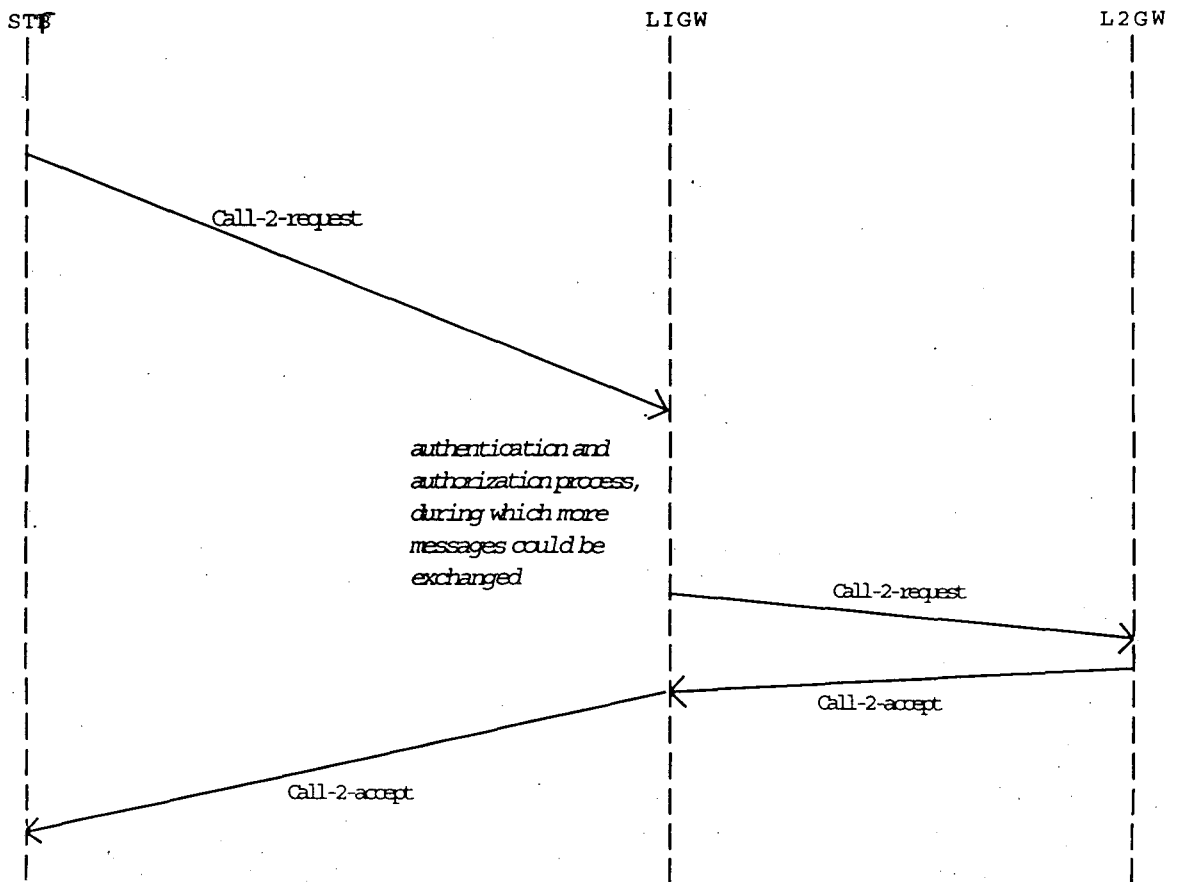 STB LIGW L2GW
Call-2-request
authentication and
authorization process,
during which more
messages could be
exchanged
Call-2-request
Call-2-accept
Call-2-accept